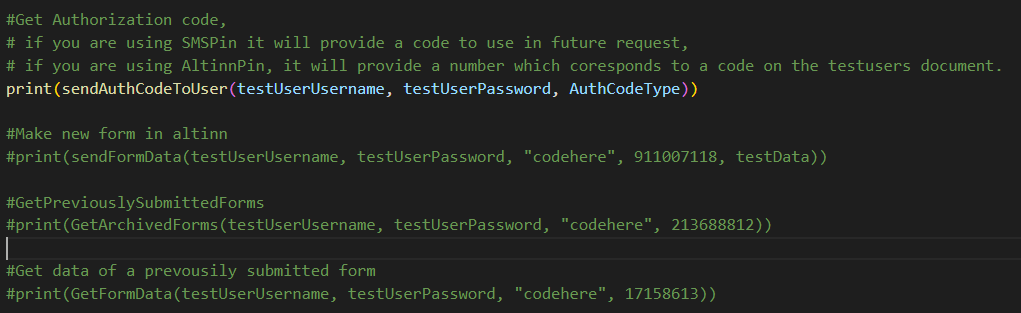 #Get Authorization code,
# if you are using SMSPin it will provide a code to use in future request,
# if you are using AltinnPin, it will provide a number which coresponds to a code on the testusers document.
print(sendAuthCodeToUser(testUserUsername, testUserPassword, AuthCodeType))
#Make new form in altinn
#print(sendFormData(testUserUsername, testUserPassword, "codehere", 911007118, testData))
#GetPreviouslySubmittedForms
#print(GetArchivedForms(testUserUsername, testUserPassword, "codehere", 213688812))
#Get data of a prevousily submitted form
#print(GetFormData(testUserUsername, testUserPassword, "codehere", 17158613))